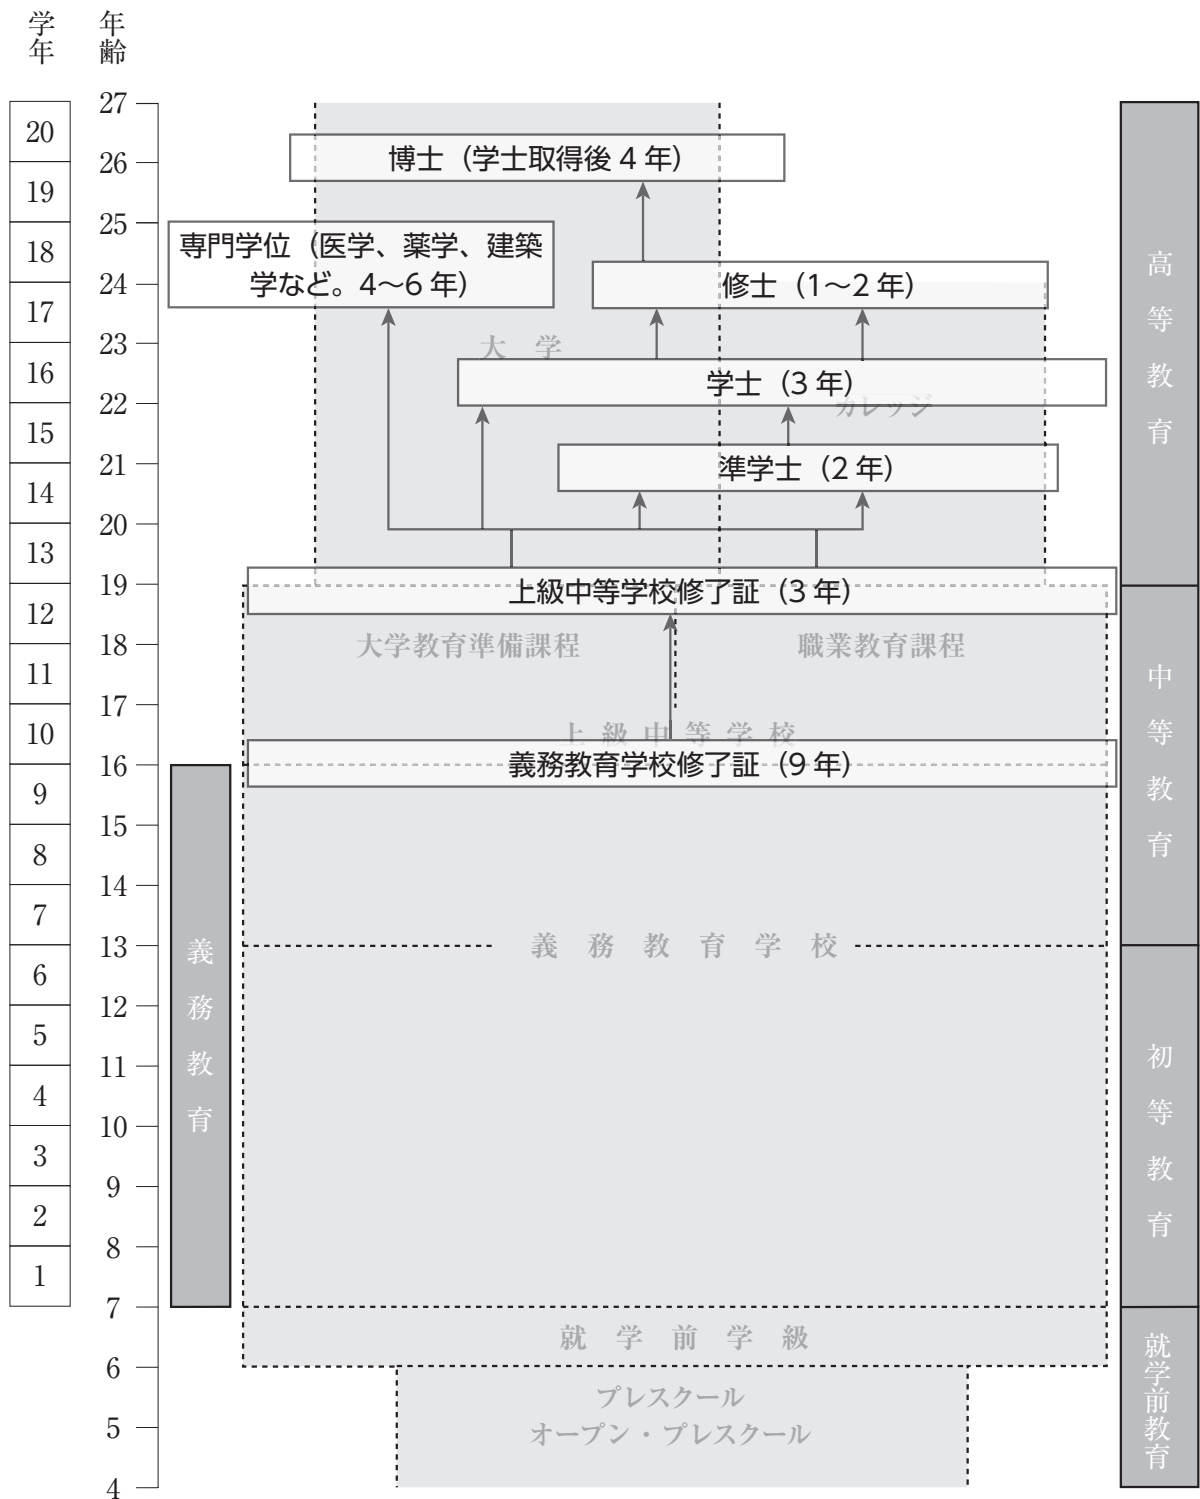 学年
年齢
27
20
26
博士（学士取得後 4 年）
19
25
専門学位（医学、薬学、建築
学など。4～6 年）
18
24
修士（1～2 年）
17
23
大学
16
学士（3 年）
22
カレッジ
15
21
準学士（2 年）
14
20
13
19
上級中等学校修了証（3 年）
12
18
大学教育準備課程
職業教育課程
11
17
10
上級中等学校
16
義務教育学校修了証（9 年）
9
15
8
14
7
13
義務教育学校
6
12
5
11
4
10
3
9
2
8
1
7
就学前学級
6
プレスクール
5
オープン・プレスクール
4
義務教育
高等教育
中等教育
初等教育
就学前教育